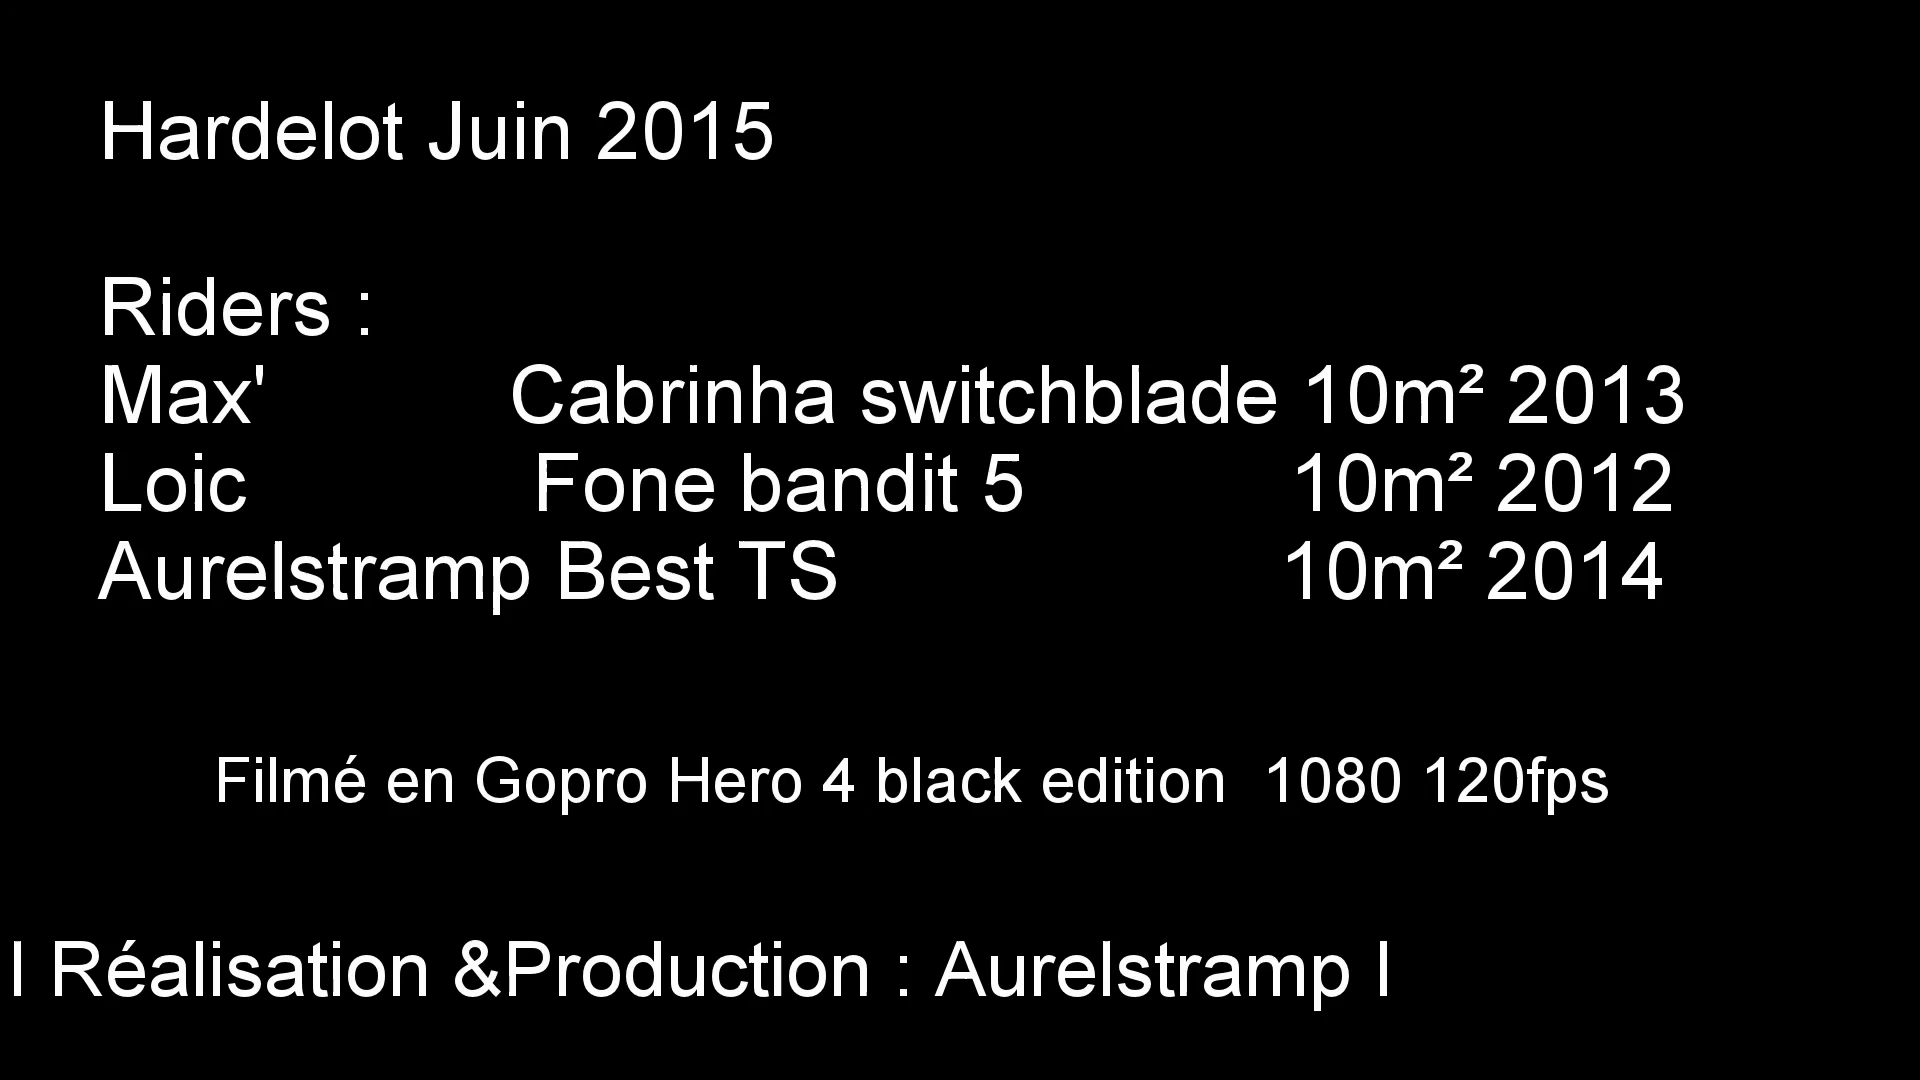 Hardelot Juin 2015
Riders :
Max' Cabrinha switchblade 10m² 2013
Loic Fone bandit 5 10m² 2012
Aurelstramp Best TS 10m² 2014
Filmé en Gopro Hero 4 black edition 1080 120fps
I Réalisation &Production : Aurelstramp I